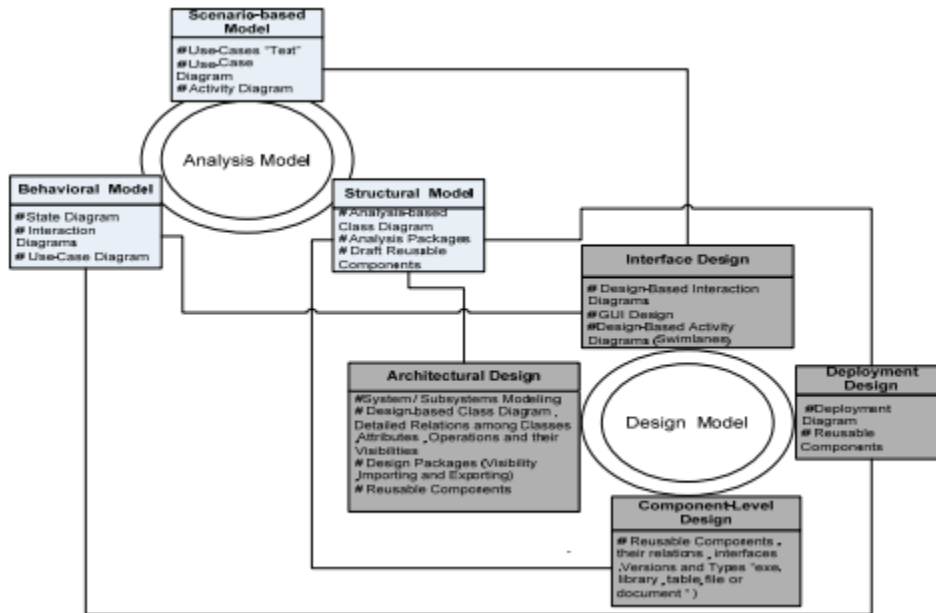 Scenario-based
Model
# Use-Cases "Text"
# Use-Case
Diagram
# Activity Diagram
Analysis Model
Behavioral Model
# State Diagram
# Interaction
Diagrams
# Use-Case Diagram
Structural Model
# Analysis-based
Class Diagram
# Analysis Packages
# Draft Reusable
Components
Interface Design
# Design-Based Interaction
Diagrams
# GUI Design
#Design-Based Activity
Diagrams (Swimlanes)
Architectural Design
#System / Subsystems Modeling
# Design-based Class Diagram ,
Detailed Relations among Classes
,Attributes , Operations and their
Visibilities
# Design Packages (Visibility
,Importing and Exporting)
# Reusable Components
Design Model
Deployment
Design
#Deployment
Diagram
# Reusable
Components
Component-Level
Design
# Reusable Components ,
their relations , interfaces
,Versions and Types "exe,
library , table, file or
document " )